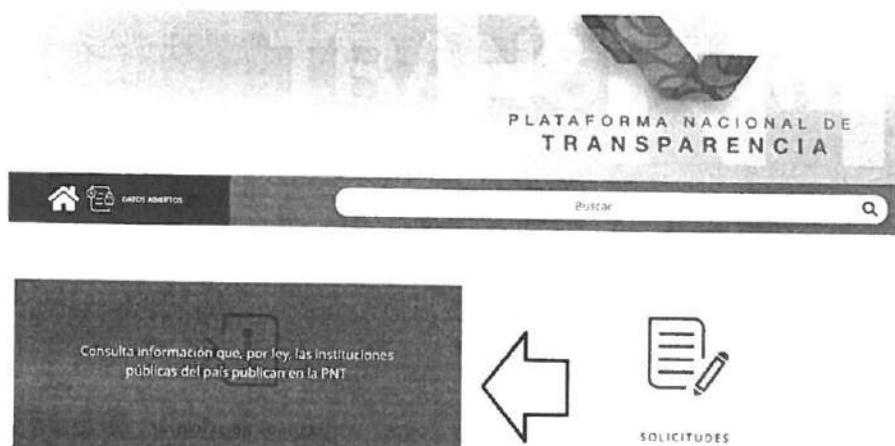 PLATAFORMA NACIONAL DE
TRANSPARENCIA
DATOS ABIERTOS
Buscar
Consulta información que, por ley, las instituciones
públicas del país publican en la PNT
SOLICITUDES